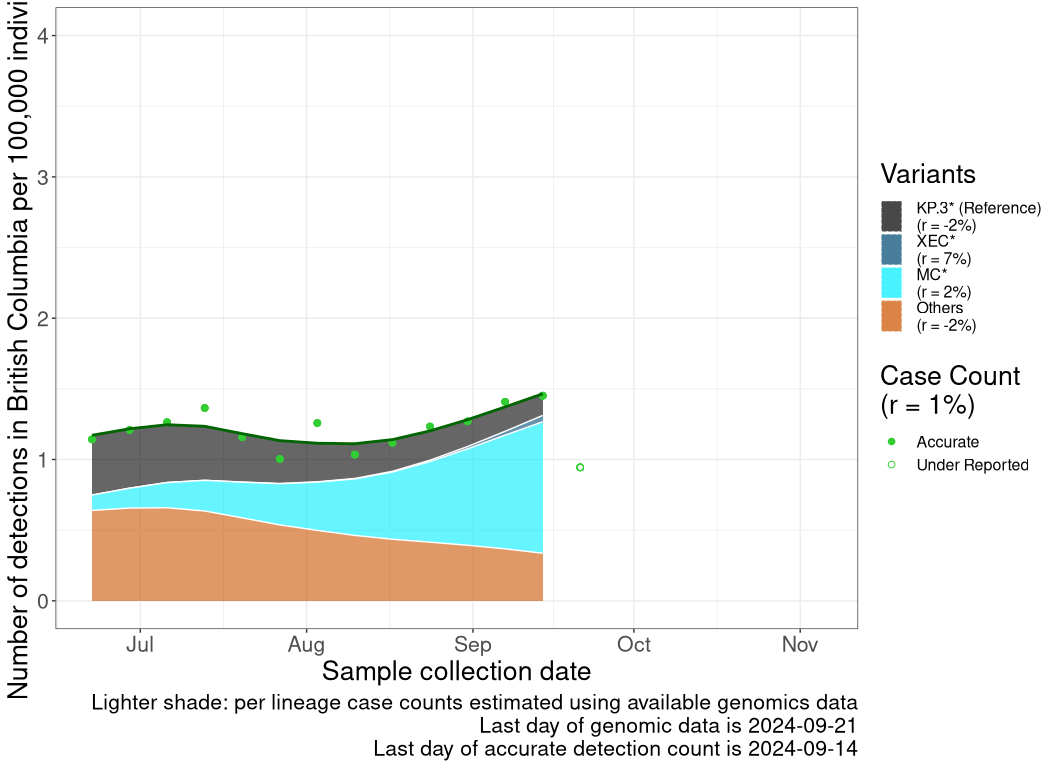 Number of detections in British Columbia per 100,000
4
3
2
1
0
Jul Aug Sep Oct Nov
Sample collection date
Lighter shade: per lineage case counts estimated using available genomics data
Last day of genomic data is 2024-09-21
Last day of accurate detection count is 2024-09-14
Variants
KP.3* (Reference)
(r = -2%)
XEC*
(r = 7%)
MC*
(r = 2%)
Others
(r = -2%)
Case Count
(r = 1%)
Accurate
Under Reported